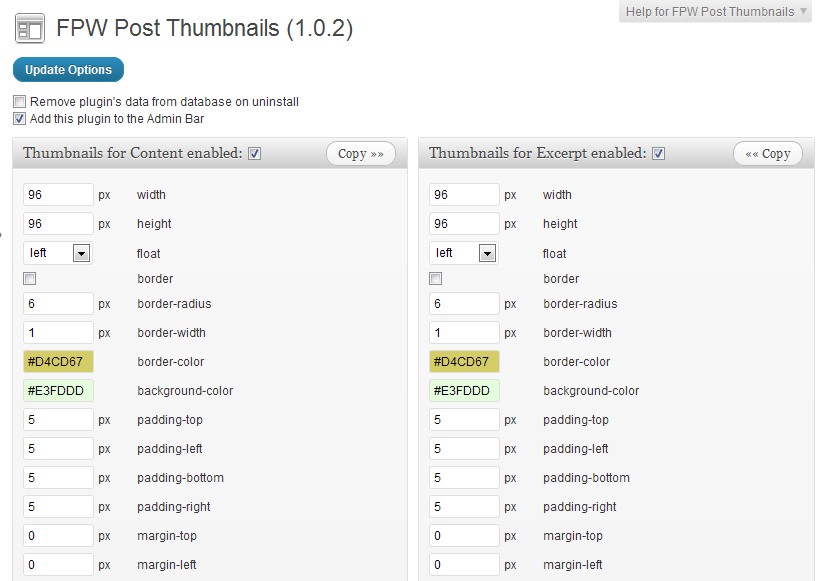 Help for FPW Post Thumbnails
FPW Post Thumbnails (1.0.2)
Update Options
Remove plugin's data from database on uninstall
Add this plugin to the Admin Bar
Thumbnails for Content enabled: Copy »»
96 px width
96 px height
left float
border
6 px border-radius
1 px border-width
#D4CD67 border-color
#E3FDDD background-color
5 px padding-top
5 px padding-left
5 px padding-bottom
5 px padding-right
0 px margin-top
0 px margin-left
Thumbnails for Excerpt enabled: «« Copy
96 px width
96 px height
left float
border
6 px border-radius
1 px border-width
#D4CD67 border-color
#E3FDDD background-color
5 px padding-top
5 px padding-left
5 px padding-bottom
5 px padding-right
0 px margin-top
0 px margin-left